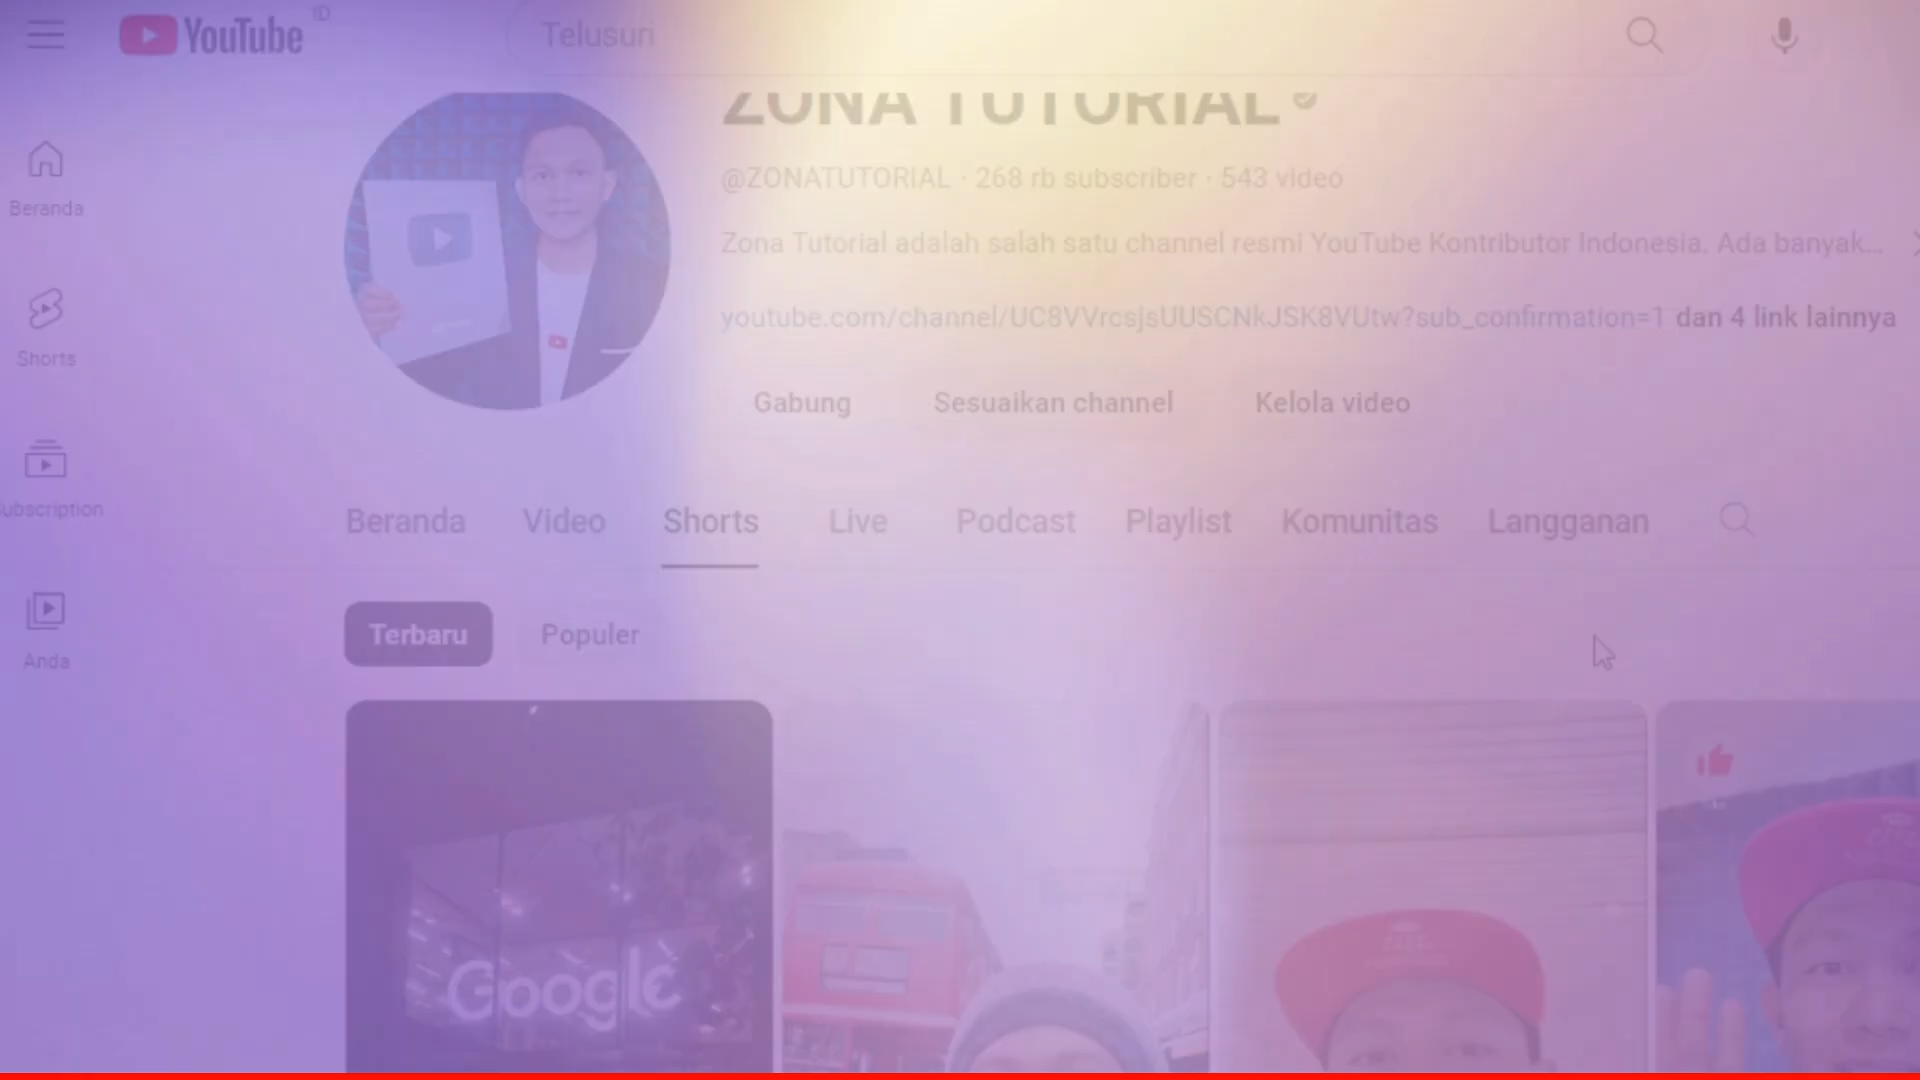 YouTube ID
Telusuri
ZONA TUTORIAL
@ZONATUTORIAL · 268 rb subscriber · 543 video
Zona Tutorial adalah salah satu channel resmi YouTube Kontributor Indonesia. Ada banyak...
youtube.com/channel/UC8VVrcsjsUUSCNkJSK8VUtw?sub_confirmation=1 dan 4 link lainnya
Gabung Sesuaikan channel Kelola video
Beranda
Shorts
Subscription
Anda
Beranda Video Shorts Live Podcast Playlist Komunitas Langganan
Terbaru Populer
Google